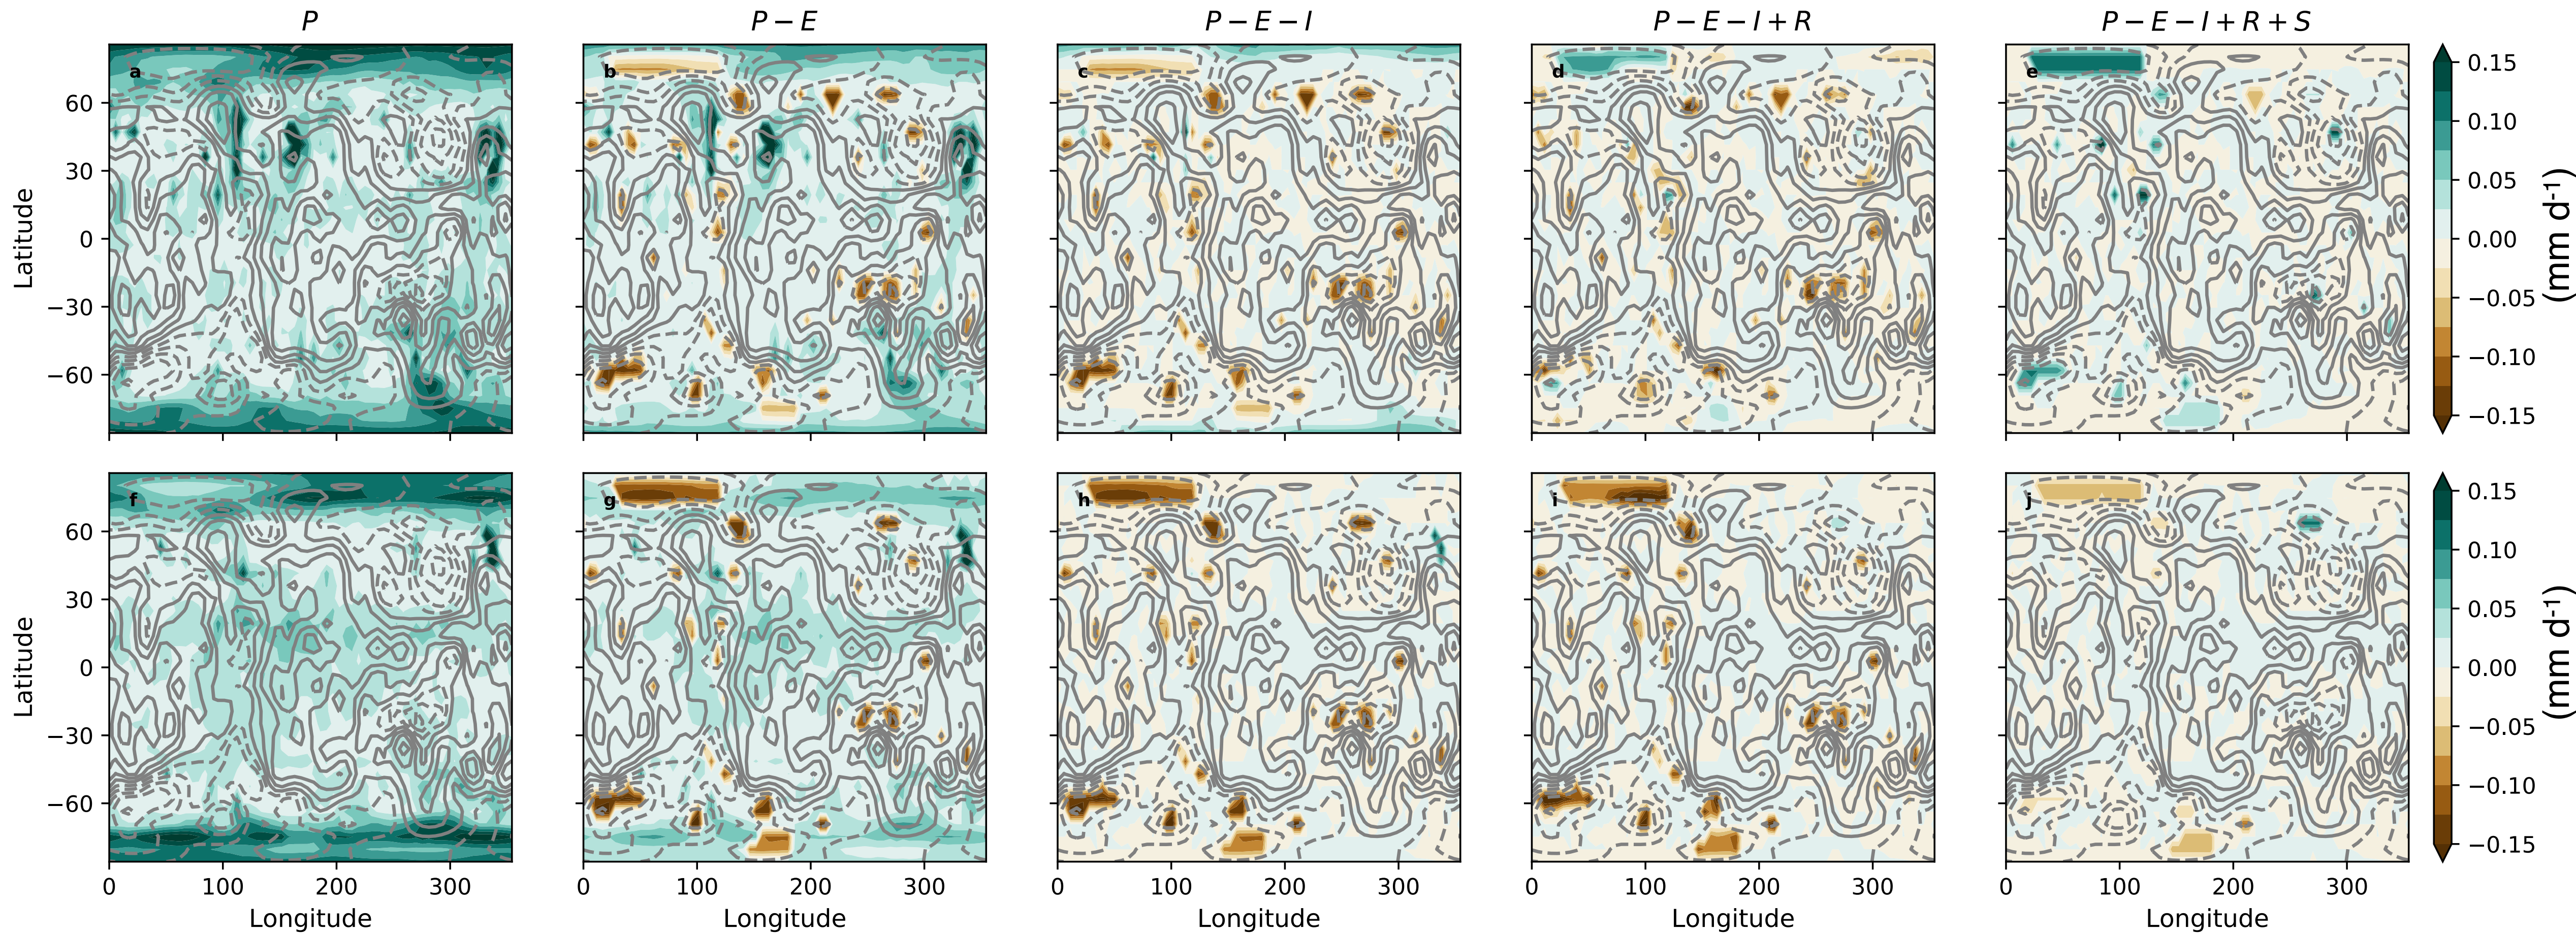 P
P − E
P − E − I
P − E − I + R
P − E − I + R + S
a
b
c
d
e
Latitude
60
30
0
−30
−60
0.15
0.10
0.05
0.00
−0.05
−0.10
−0.15
(mm d⁻¹)
f
g
h
i
j
Latitude
60
30
0
−30
−60
0.15
0.10
0.05
0.00
−0.05
−0.10
−0.15
(mm d⁻¹)
0 100 200 300
0 100 200 300
0 100 200 300
0 100 200 300
0 100 200 300
Longitude
Longitude
Longitude
Longitude
Longitude